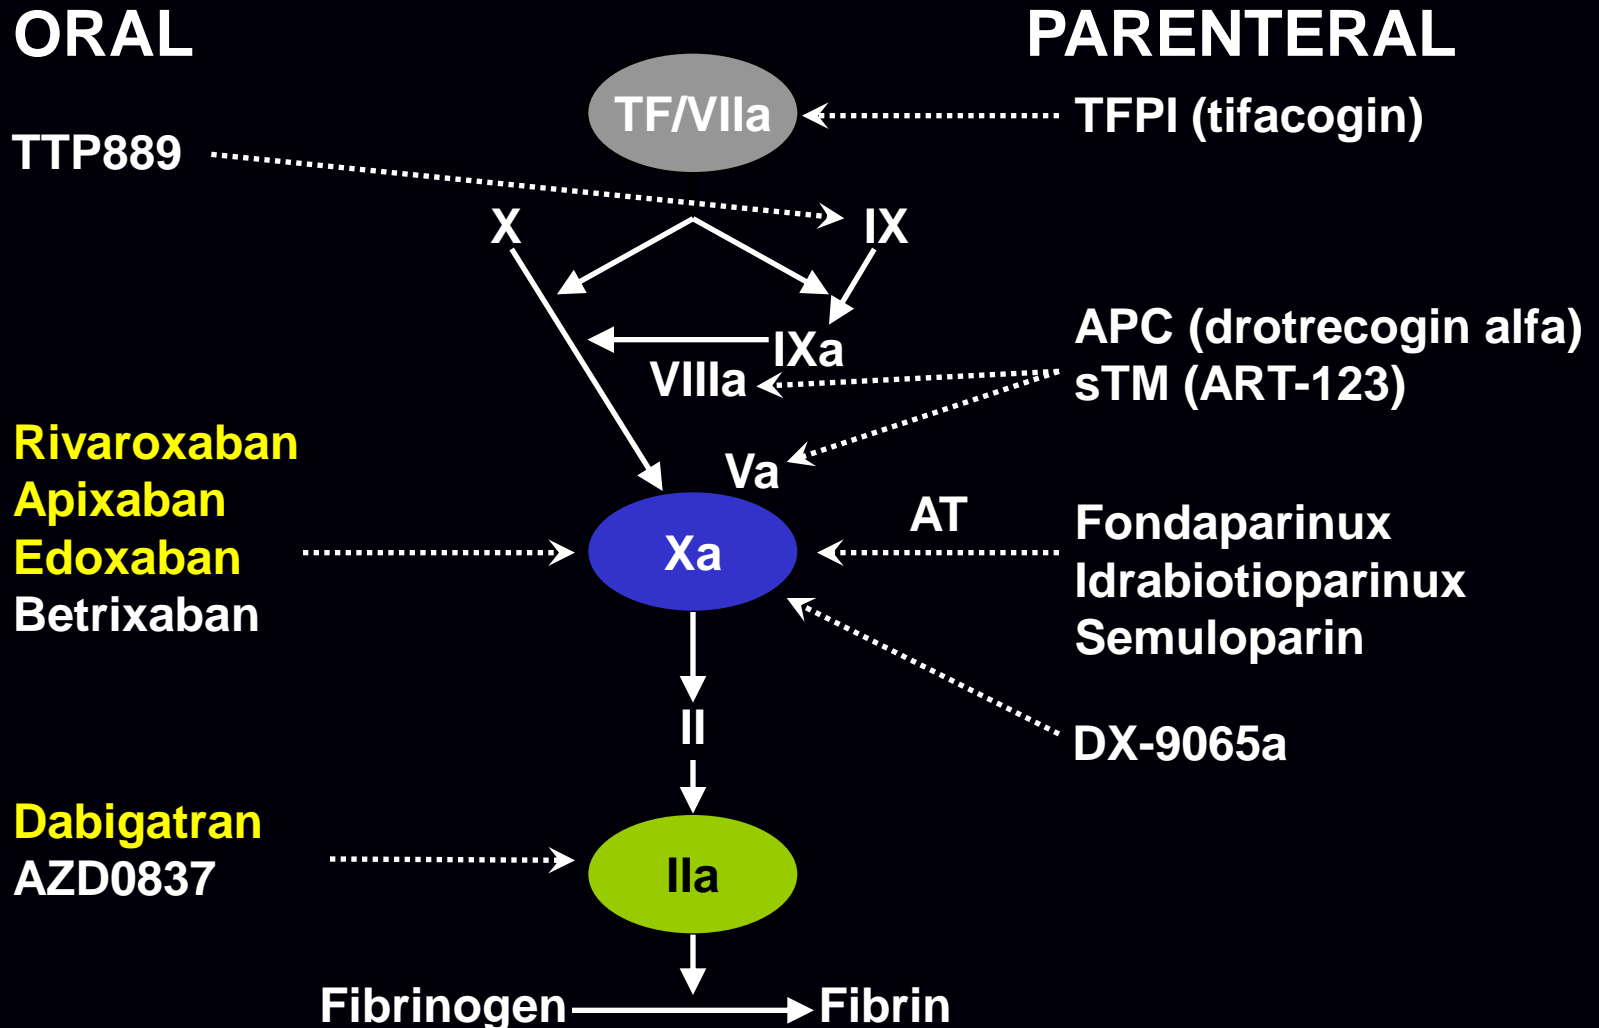 ORAL
PARENTERAL
TF/VIIa
TFPI (tifacogin)
TTP889
X
IX
IXa
VIIIa
APC (drotrecogin alfa)
sTM (ART-123)
Rivaroxaban
Apixaban
Edoxaban
Betrixaban
Va
Xa
AT
Fondaparinux
Idrabiotioparinux
Semuloparin
II
DX-9065a
Dabigatran
AZD0837
IIa
Fibrinogen
Fibrin